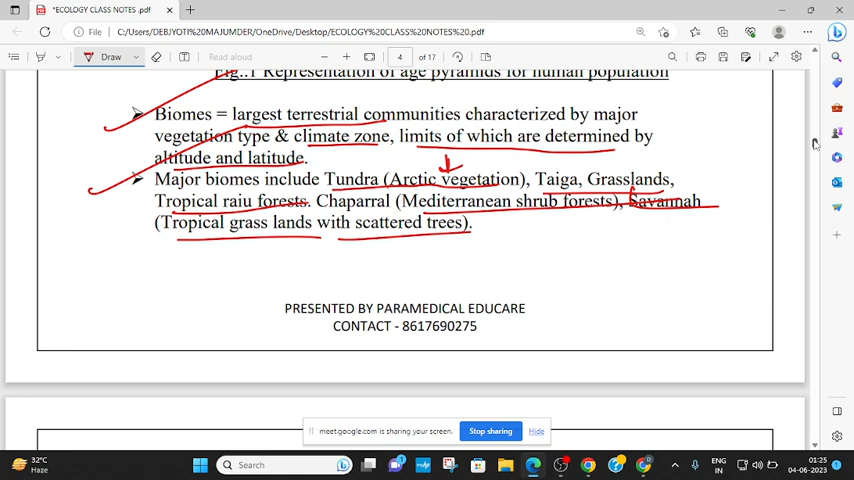 *ECOLOGY CLASS NOTES .pdf
File
C:/Users/DEBJYOTI%20MAJUMDER/OneDrive/Desktop/ECOLOGY%20CLASS%20NOTES%20.pdf
Draw
Read aloud
4
of 17
Fig.:1 Representation of age pyramids for human population
➢ Biomes = largest terrestrial communities characterized by major
vegetation type & climate zone, limits of which are determined by
altitude and latitude.
➢ Major biomes include Tundra (Arctic vegetation), Taiga, Grasslands,
Tropical raiu forests. Chaparral (Mediterranean shrub forests), Savannah
(Tropical grass lands with scattered trees).
PRESENTED BY PARAMEDICAL EDUCARE
CONTACT - 8617690275
meet.google.com is sharing your screen.
Stop sharing
Hide
32°C
Haze
Search
ENG
IN
01:25
04-06-2023